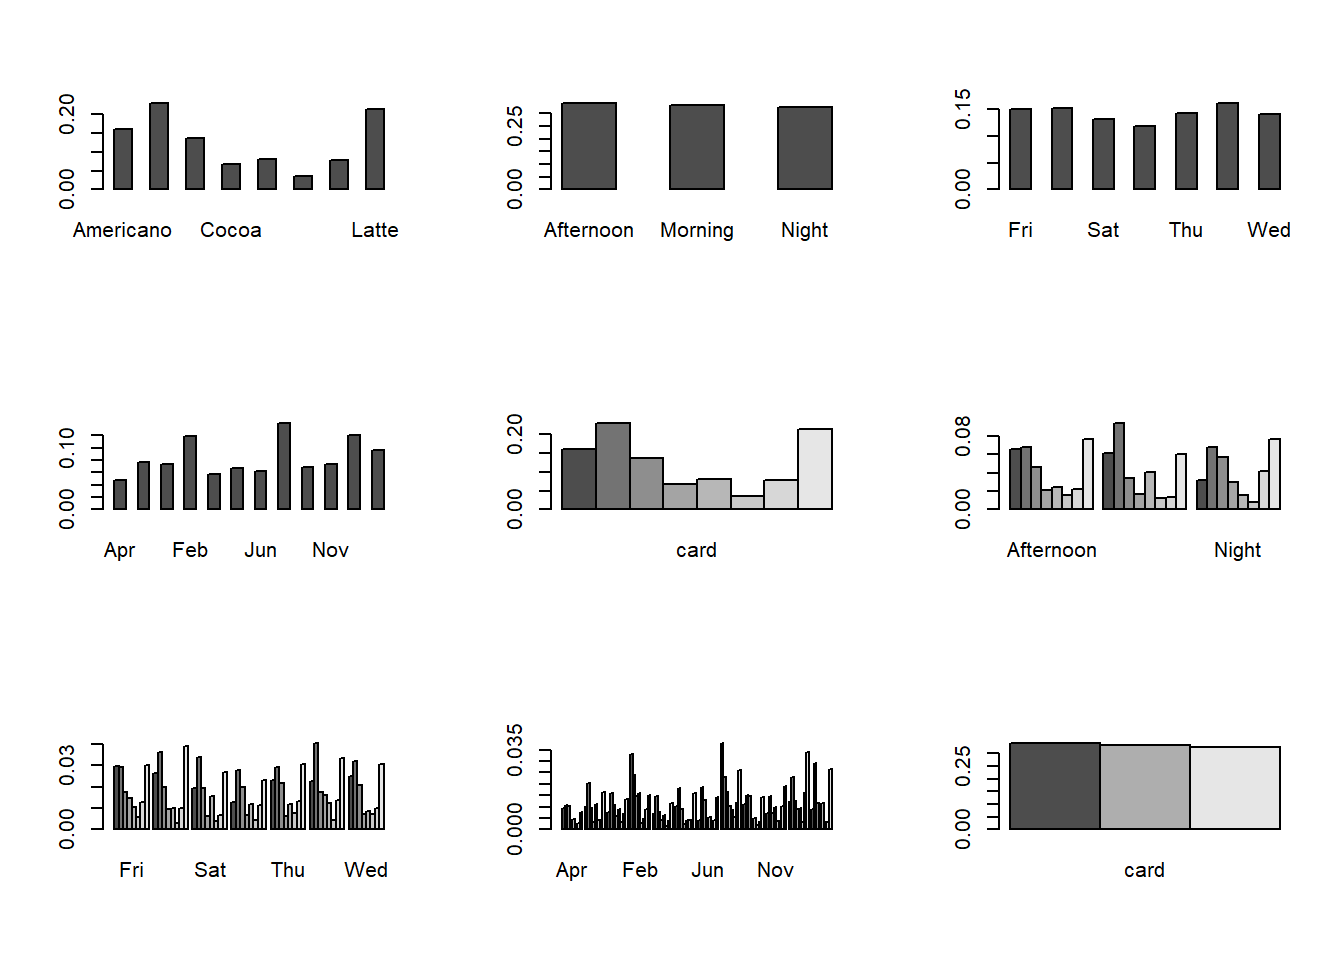 0.00 0.20
Americano Cocoa Latte
0.00 0.25
Afternoon Morning Night
0.00 0.15
Fri Sat Thu Wed
0.00 0.10
Apr Feb Jun Nov
0.00 0.20
card
0.00 0.08
Afternoon Night
0.00 0.03
Fri Sat Thu Wed
0.000 0.035
Apr Feb Jun Nov
0.00 0.25
card